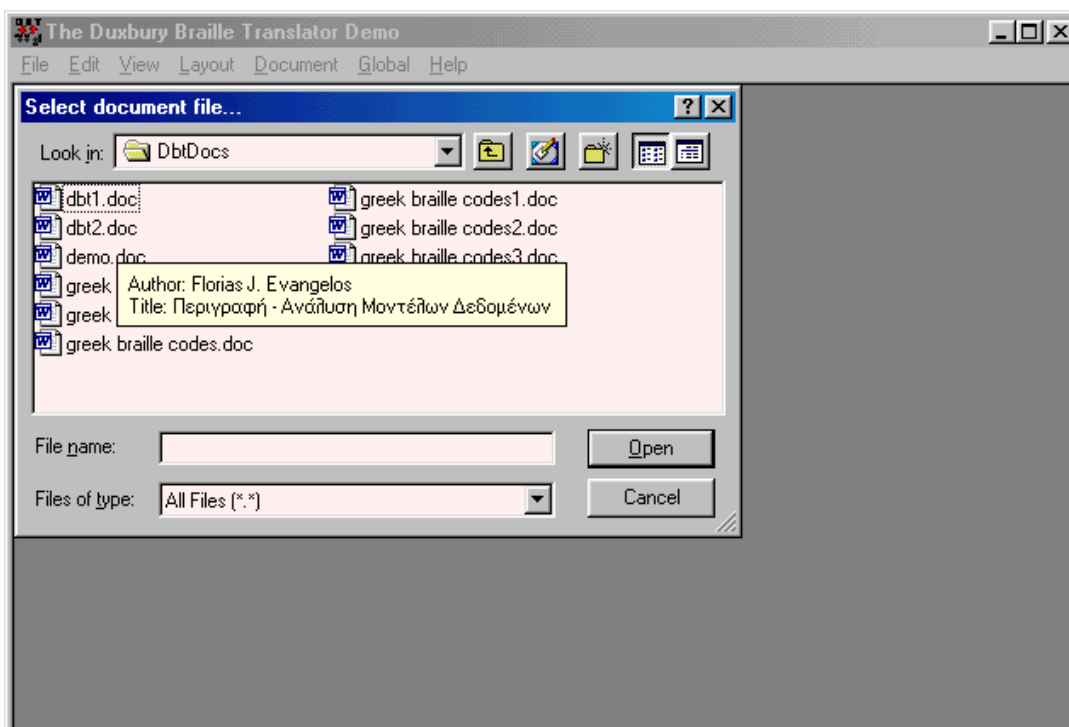 The Duxbury Braille Translator Demo
File Edit View Layout Document Global Help
Select document file...
Look in: DbtDocs
dbt1.doc
dbt2.doc
demo.doc
greek
greek
greek braille codes.doc
greek braille codes1.doc
greek braille codes2.doc
greek braille codes3.doc
Author: Florias J. Evangelos
Title: Περιγραφή - Ανάλυση Μοντέλων Δεδομένων
File name:
Open
Files of type: All Files (*.*)
Cancel